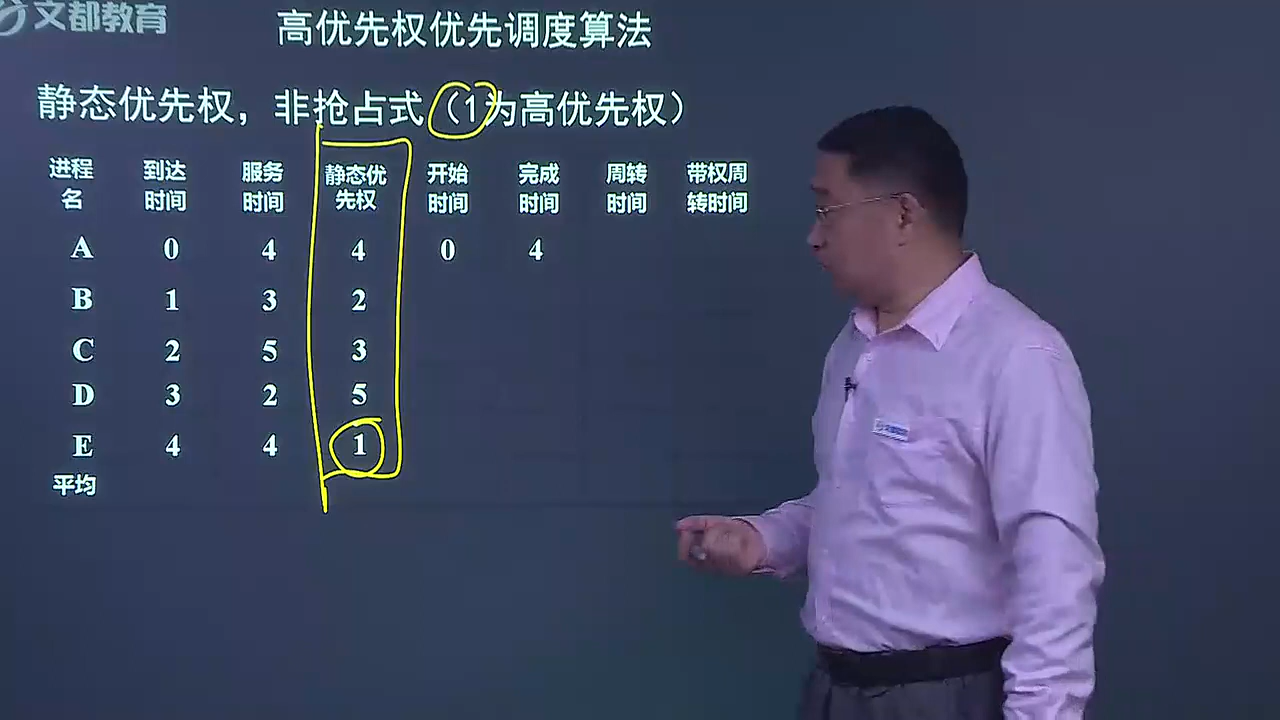 文都教育
高优先权优先调度算法
静态优先权，非抢占式（1为高优先权）
进程名 到达时间 服务时间 静态优先权 开始时间 完成时间 周转时间 带权周转时间
A 0 4 4 0 4
B 1 3 2
C 2 5 3
D 3 2 5
E 4 4 1
平均